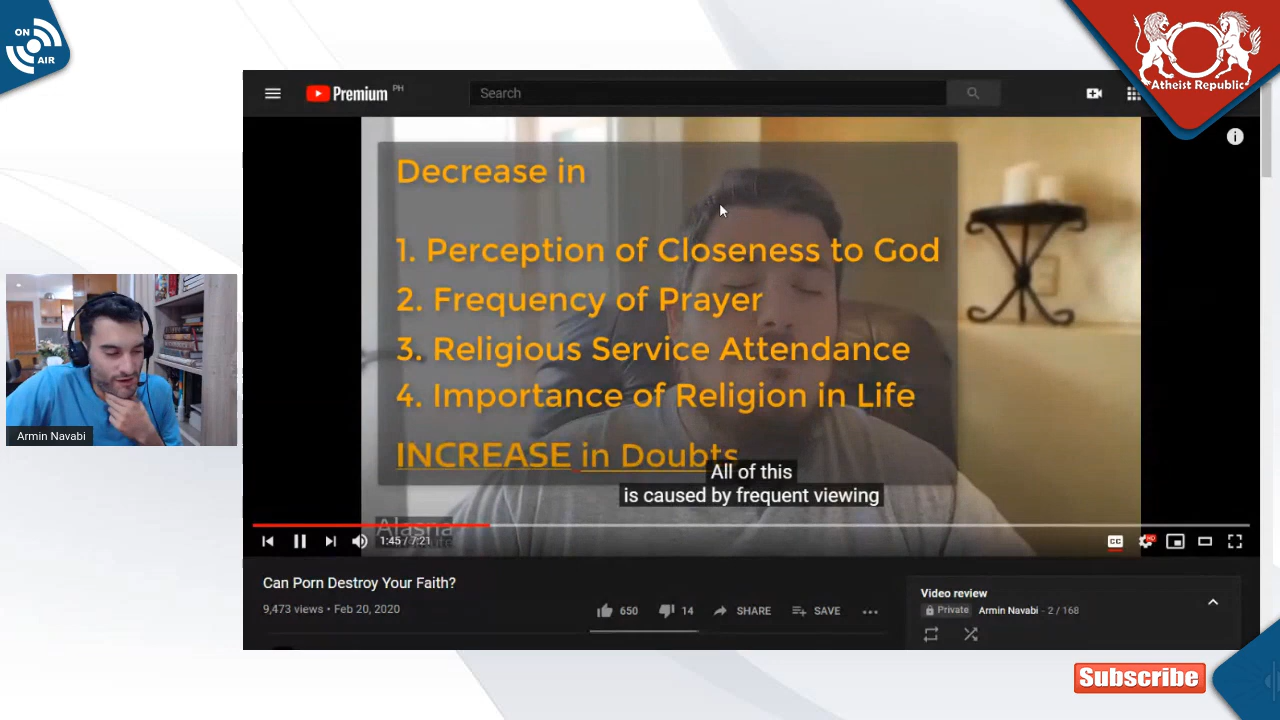 ON
AIR
Atheist Republic
Premium PH
Search
Decrease in
1. Perception of Closeness to God
2. Frequency of Prayer
3. Religious Service Attendance
4. Importance of Religion in Life
INCREASE in Doubts
All of this
is caused by frequent viewing
1:45 / 7:21
CC
HD
Armin Navabi
Can Porn Destroy Your Faith?
9,473 views • Feb 20, 2020
650
14
SHARE
SAVE
Video review
Private
Armin Navabi - 2 / 168
Subscribe